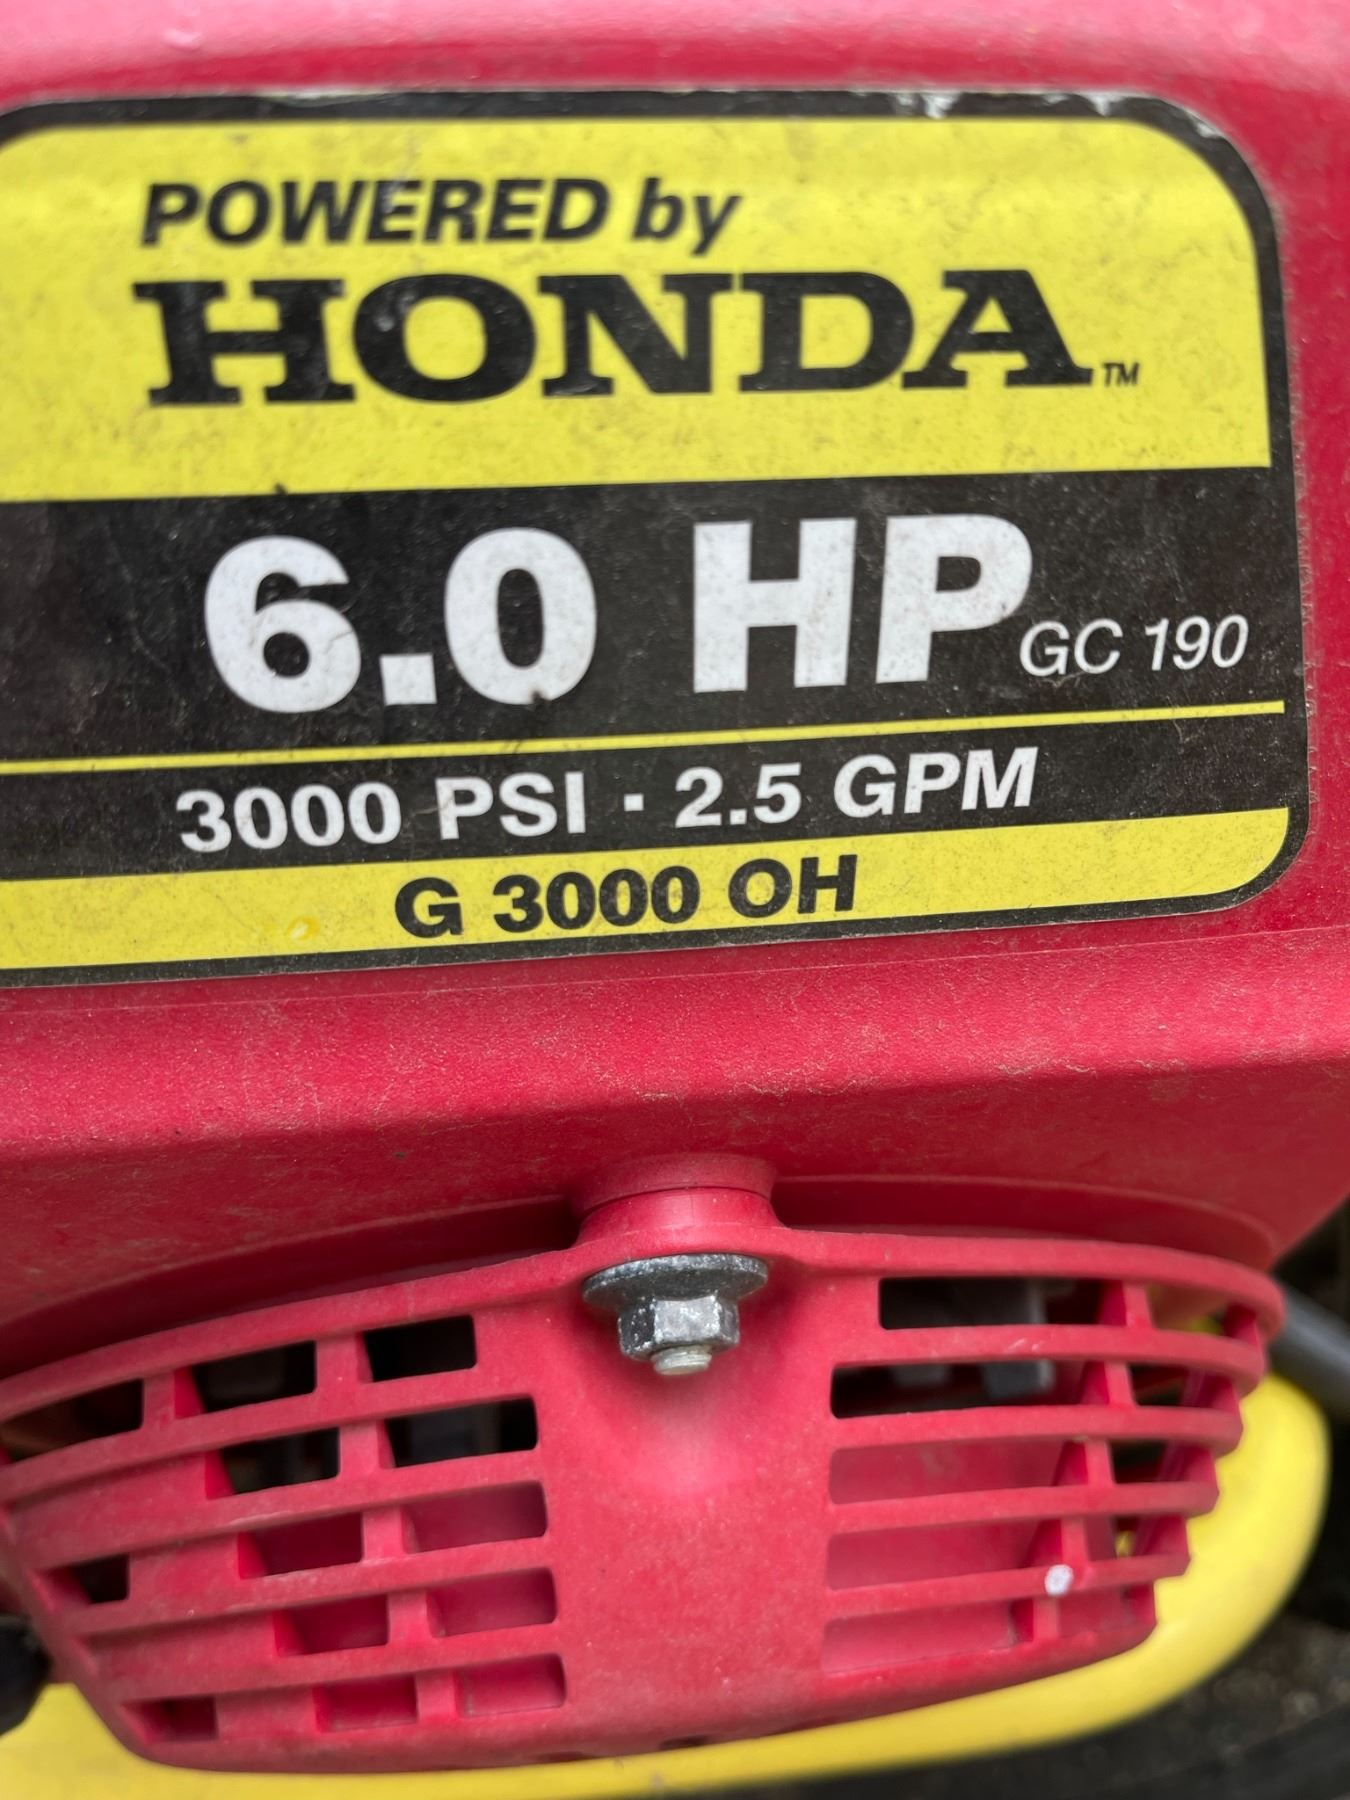 POWERED by
HONDA™
6.0 HP GC 190
3000 PSI · 2.5 GPM
G 3000 OH